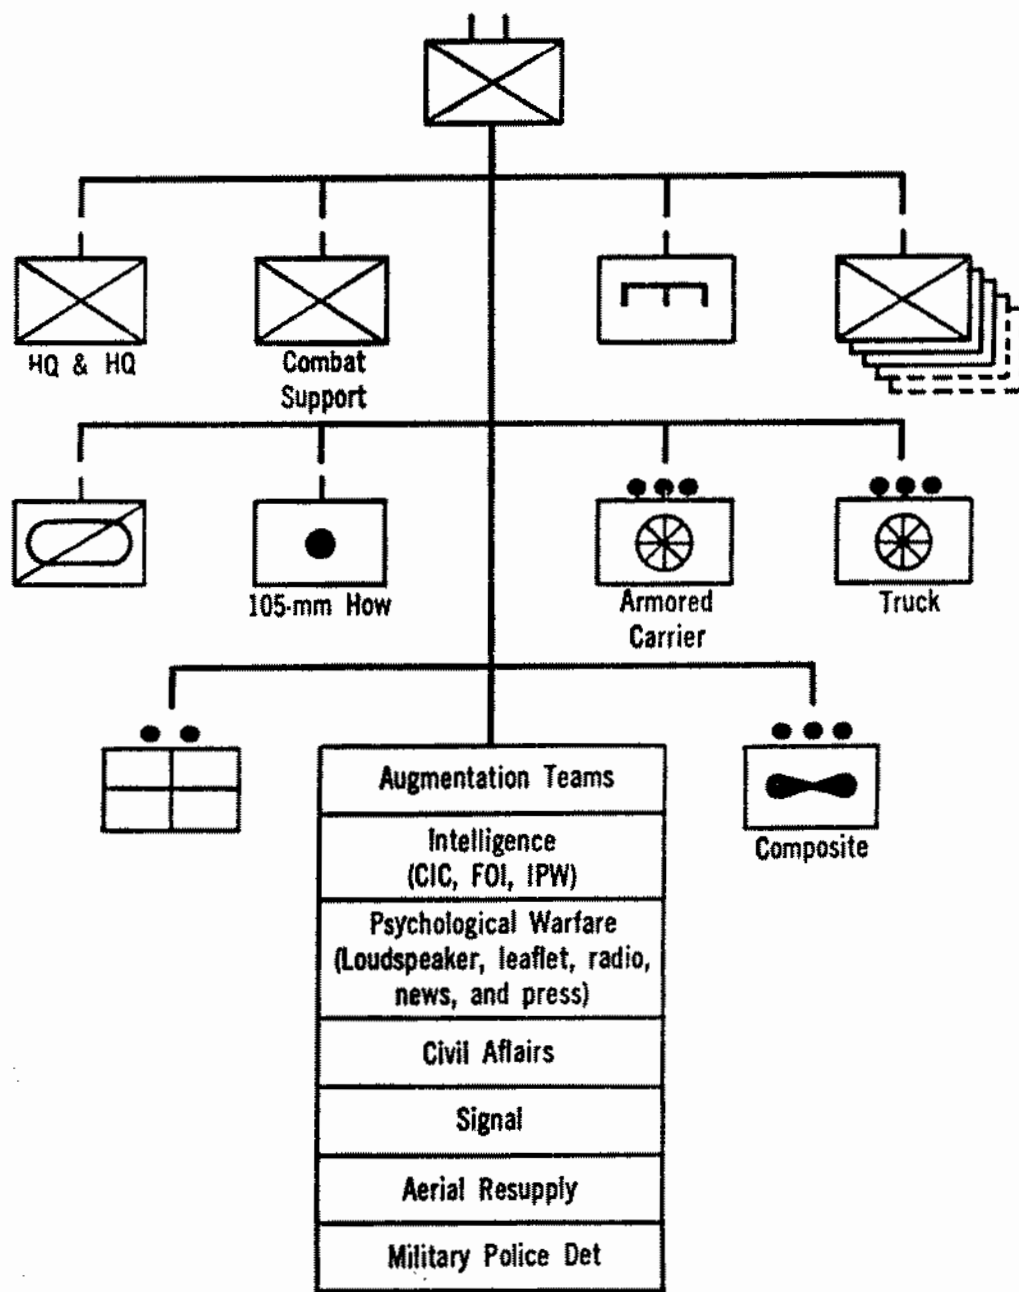 HQ & HQ
Combat
Support
105-mm How
Armored
Carrier
Truck
Composite
Augmentation Teams
Intelligence
(CIC, FOI, IPW)
Psychological Warfare
(Loudspeaker, leaflet, radio,
news, and press)
Civil Affairs
Signal
Aerial Resupply
Military Police Det